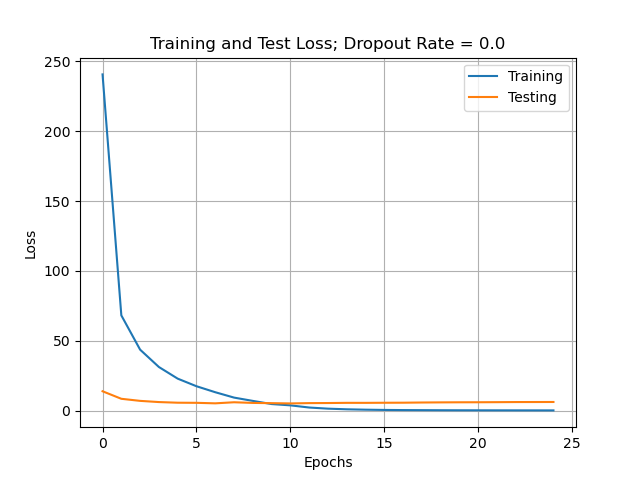 Training and Test Loss; Dropout Rate = 0.0
Training
Testing
250
200
150
100
50
0
Loss
0 5 10 15 20 25
Epochs